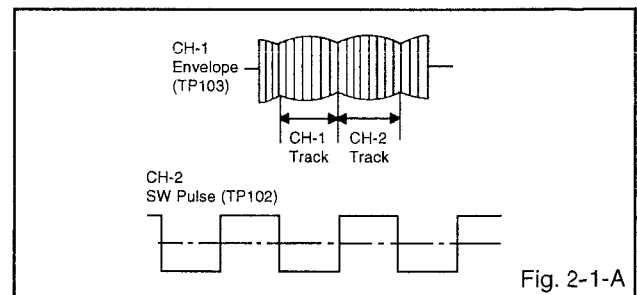 CH-1
Envelope
(TP103)
CH-1
Track
CH-2
Track
CH-2
SW Pulse (TP102)
Fig. 2-1-A